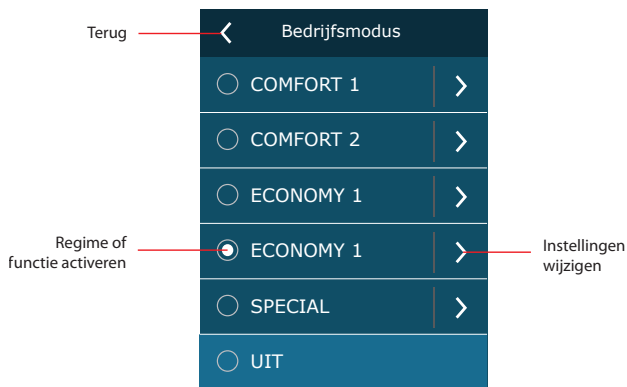 Terug
Bedrijfsmodus
COMFORT 1
COMFORT 2
ECONOMY 1
Regime of
functie activeren
ECONOMY 1
Instellingen
wijzigen
SPECIAL
UIT